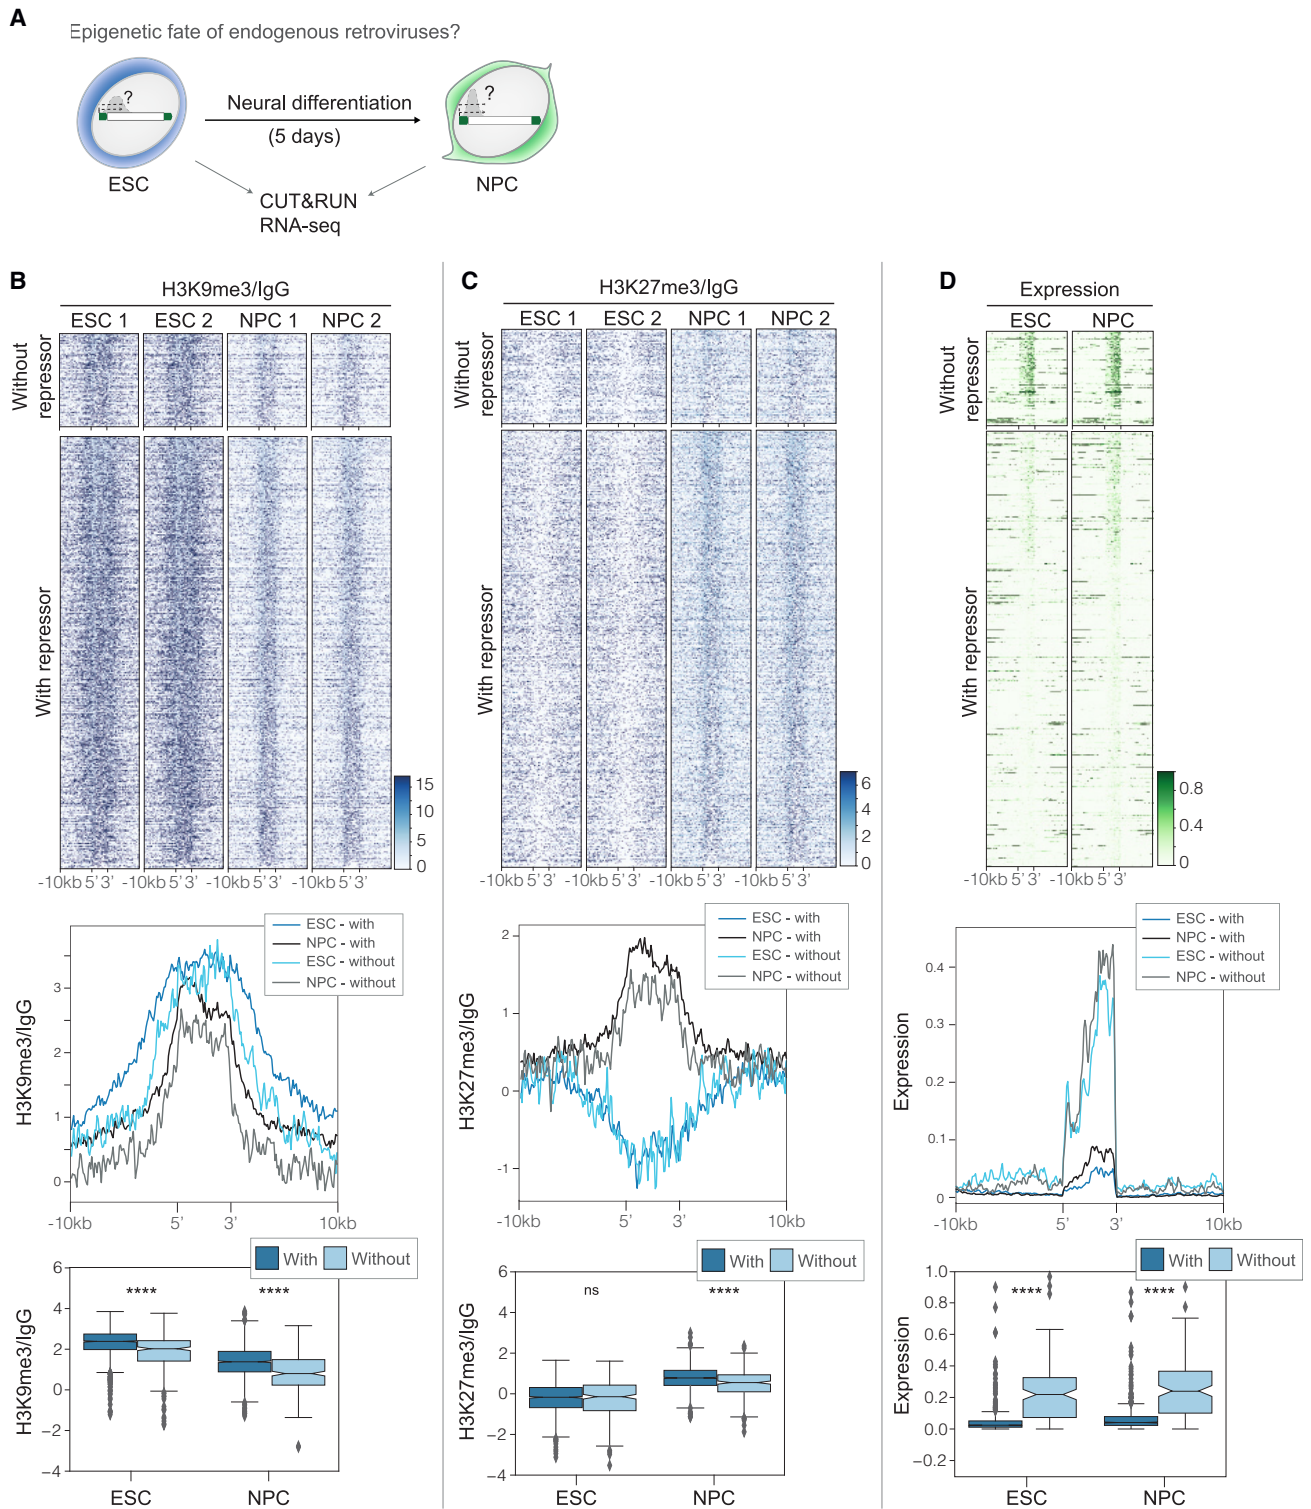 A
Epigenetic fate of endogenous retroviruses?
?
Neural differentiation
(5 days)
?
ESC
NPC
CUT&RUN
RNA-seq
B
H3K9me3/IgG
ESC 1 ESC 2 NPC 1 NPC 2
Without
repressor
With repressor
15
10
5
0
-10kb 5' 3' -10kb 5' 3' -10kb 5' 3' -10kb 5' 3'
ESC - with
NPC - with
ESC - without
NPC - without
H3K9me3/IgG
3
2
1
0
-10kb 5' 3' 10kb
With Without
H3K9me3/IgG
6
4
2
0
−2
−4
**** ****
ESC NPC
C
H3K27me3/IgG
ESC 1 ESC 2 NPC 1 NPC 2
Without
repressor
With repressor
6
4
2
0
-10kb 5' 3' -10kb 5' 3' -10kb 5' 3' -10kb 5' 3'
ESC - with
NPC - with
ESC - without
NPC - without
H3K27me3/IgG
2
1
0
-1
-10kb 5' 3' 10kb
With Without
H3K27me3/IgG
6
4
2
0
−2
−4
ns ****
ESC NPC
D
Expression
ESC NPC
Without
repressor
With repressor
0.8
0.4
0
-10kb 5' 3' -10kb 5' 3'
ESC - with
NPC - with
ESC - without
NPC - without
Expression
0.4
0.3
0.2
0.1
0
-10kb 5' 3' 10kb
With Without
Expression
1.0
0.8
0.6
0.4
0.2
0.0
−0.2
**** ****
ESC NPC